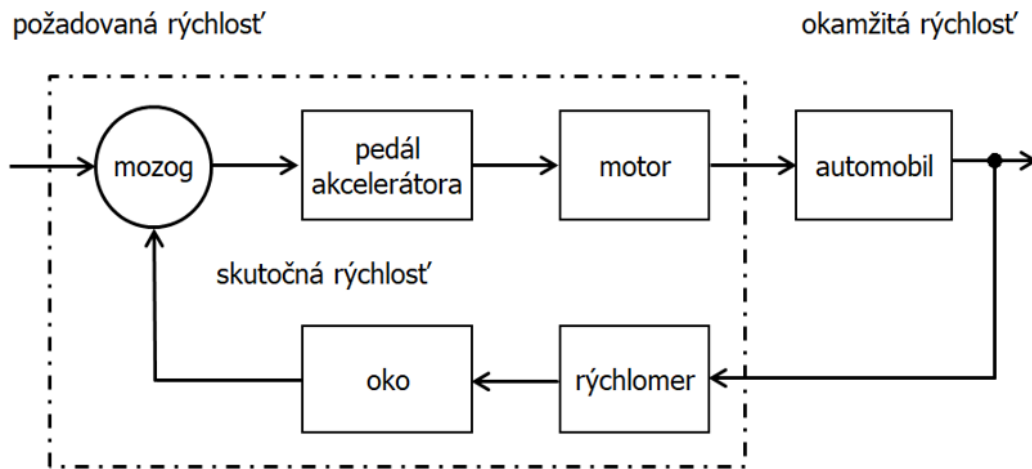 požadovaná rýchlosť
okamžitá rýchlosť
mozog
pedál
akcelerátora
motor
automobil
skutočná rýchlosť
oko
rýchlomer